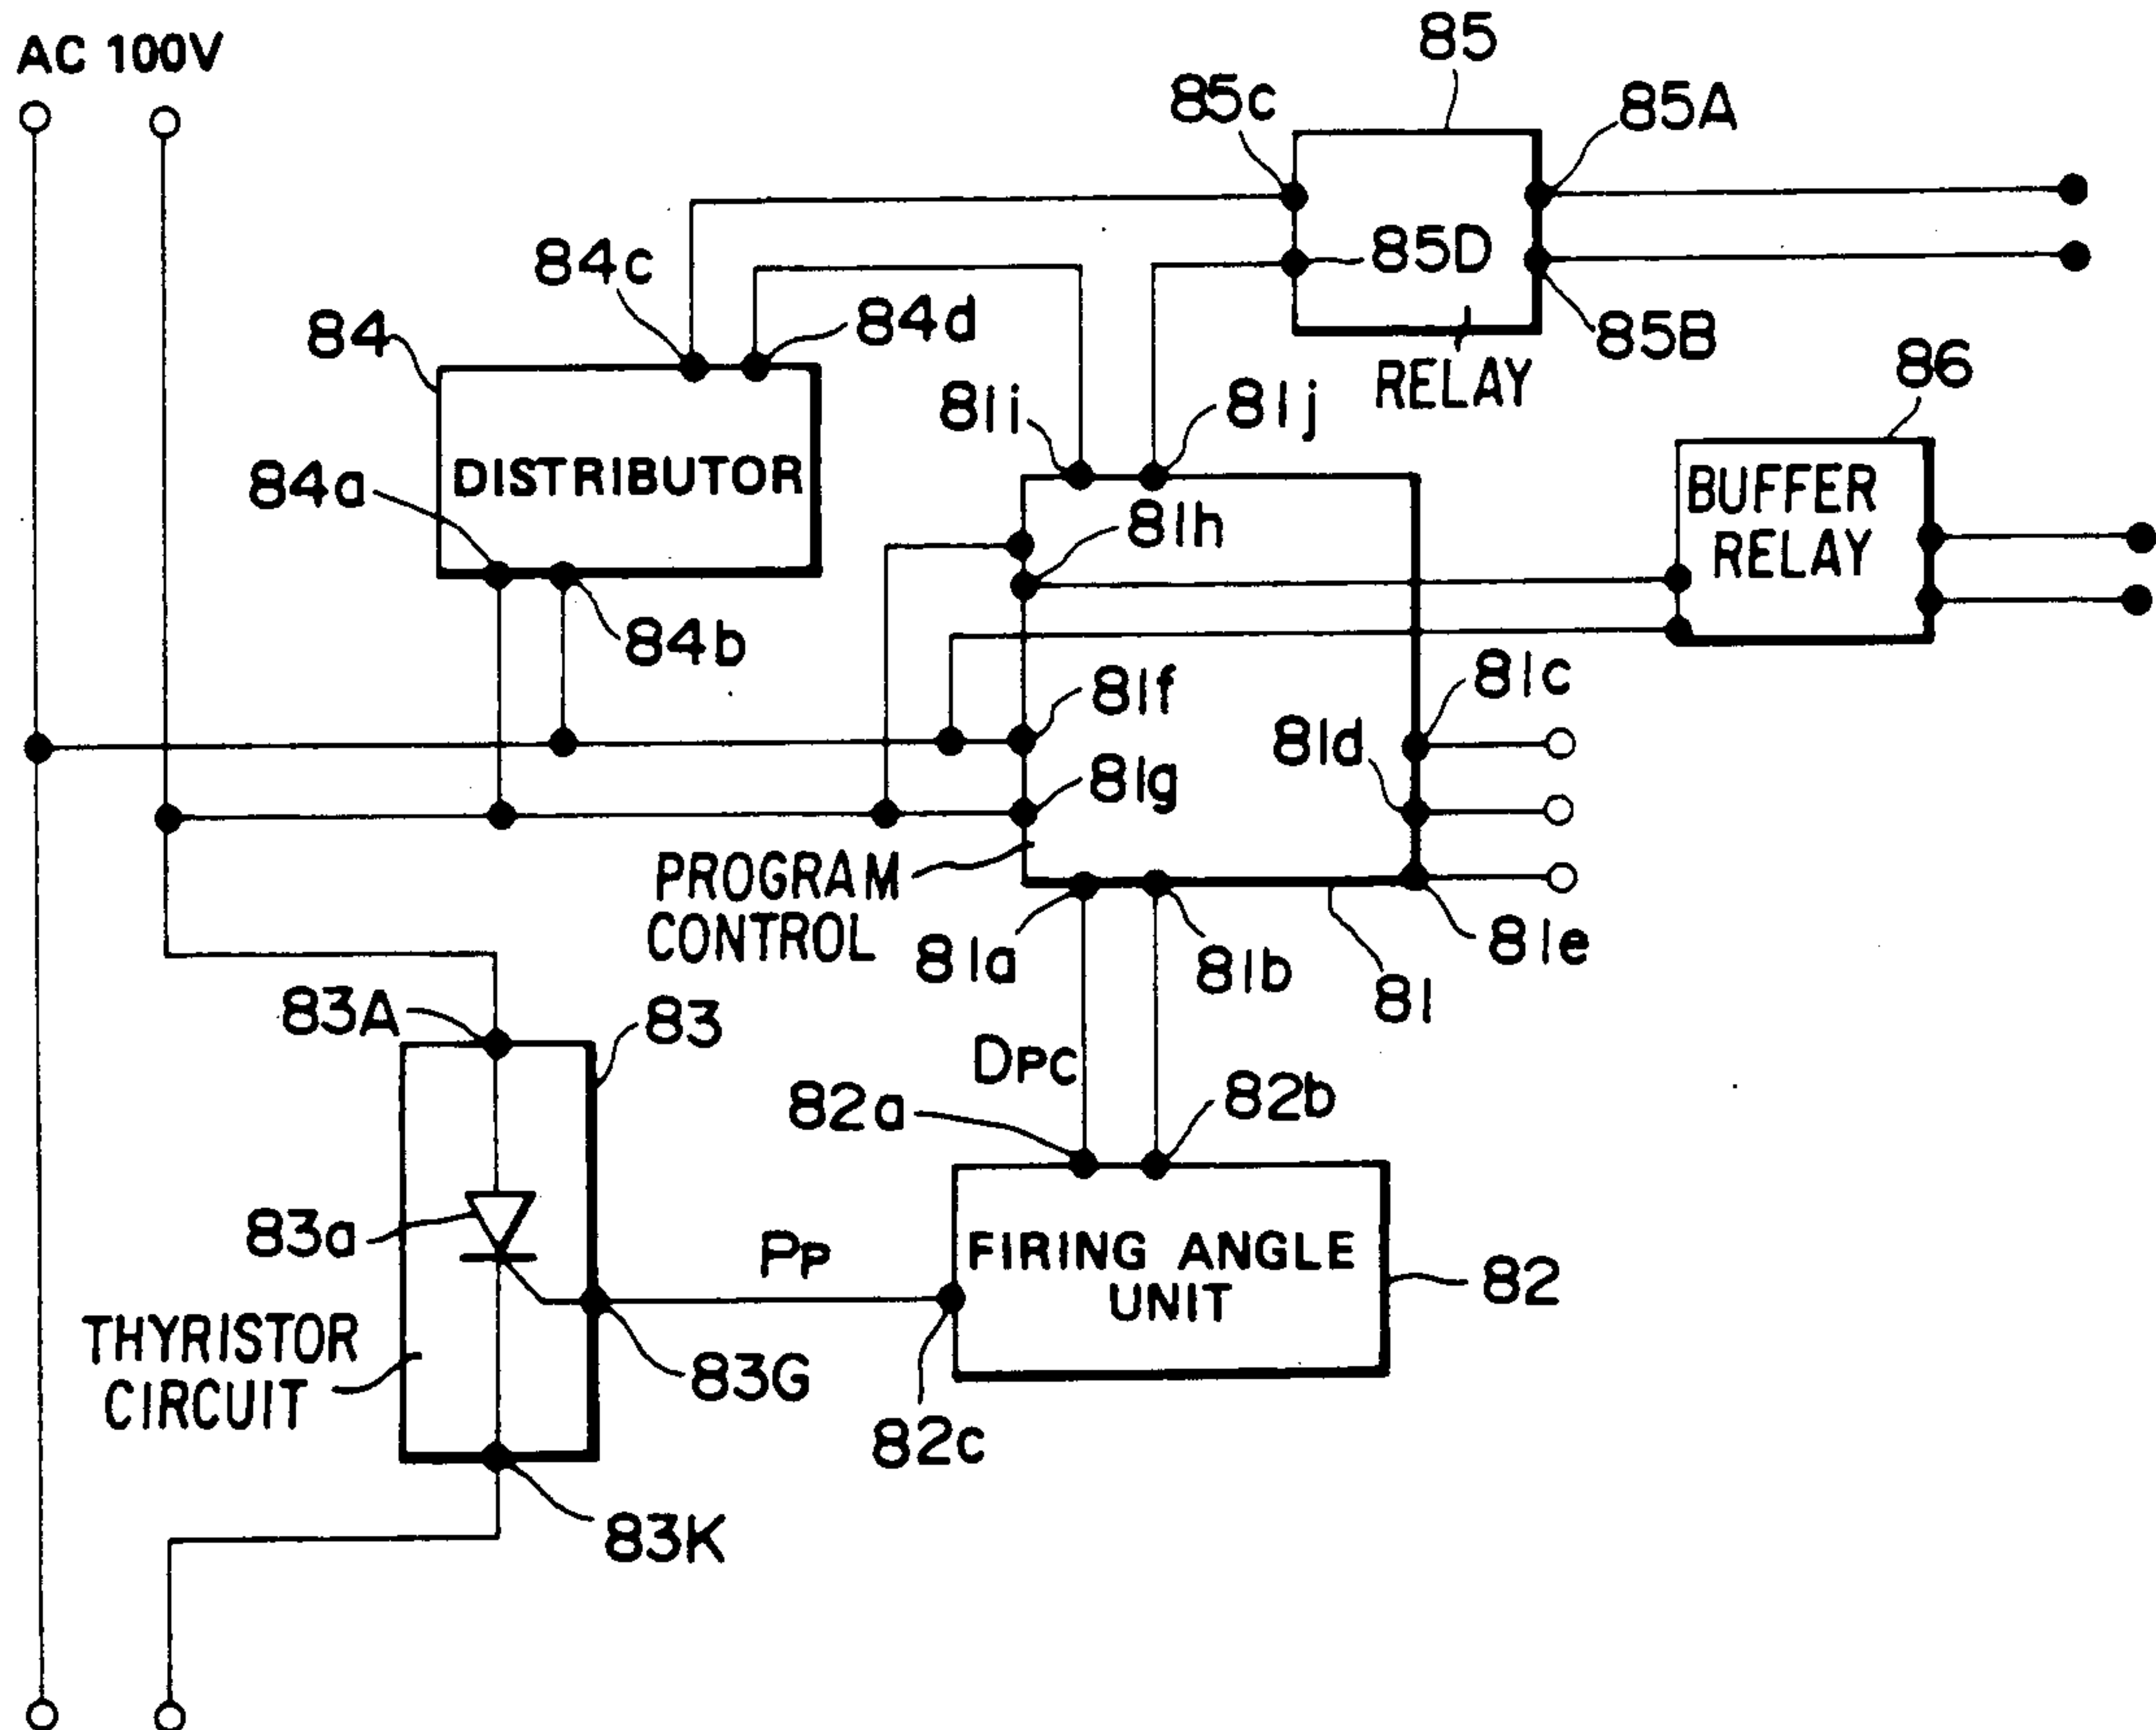 AC 100V
85
85c
85A
84c
85D
84
84d
85B
RELAY
86
81i
81j
BUFFER
RELAY
84a
DISTRIBUTOR
81h
84b
81f
81c
81d
81g
PROGRAM
CONTROL
81a
81b
81e
81
83A
83
DPC
82a
82b
83a
PP
FIRING ANGLE
UNIT
82
THYRISTOR
CIRCUIT
83G
82c
83K